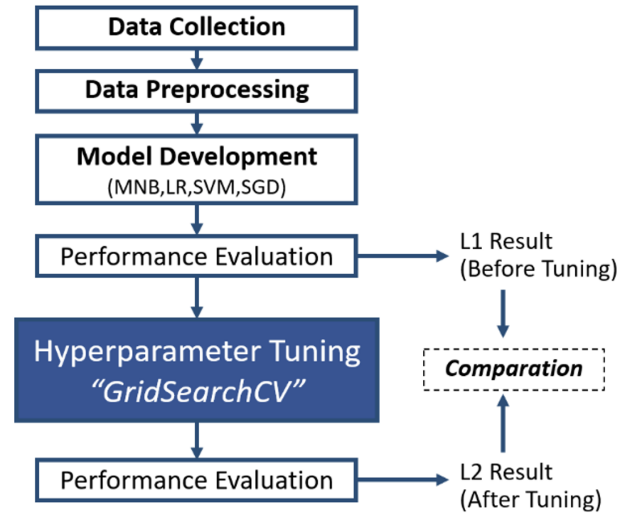 Data Collection
Data Preprocessing
Model Development
(MNB,LR,SVM,SGD)
Performance Evaluation
L1 Result
(Before Tuning)
Hyperparameter Tuning
“GridSearchCV”
Comparation
Performance Evaluation
L2 Result
(After Tuning)